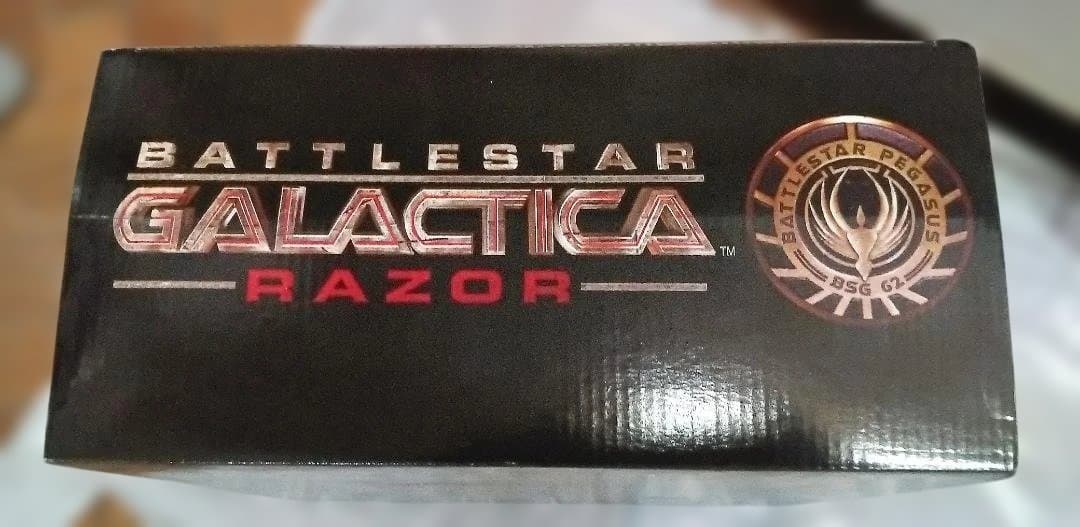 BATTLESTAR
GALACTICA™
RAZOR
BATTLESTAR PEGASUS
BSG 62